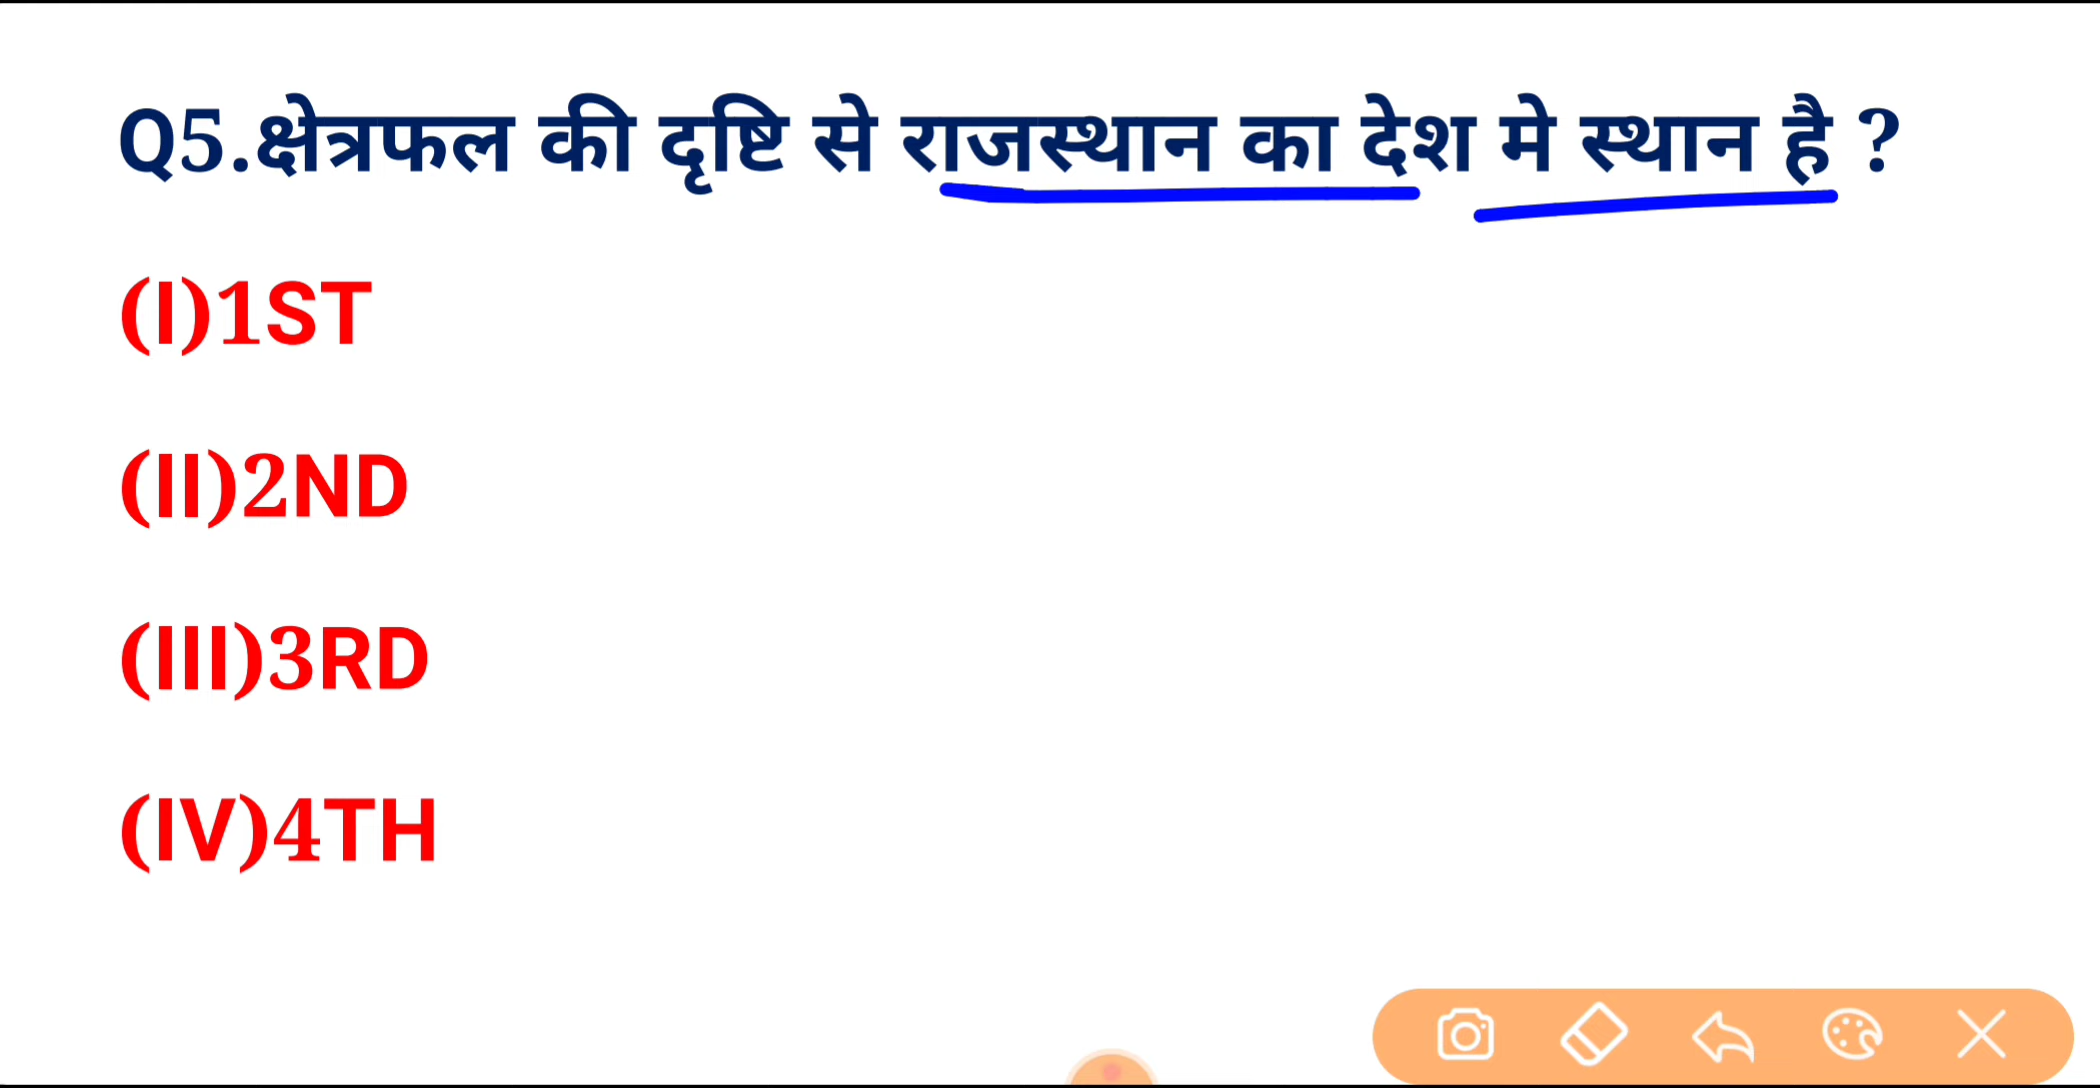 Q5.क्षेत्रफल की दृष्टि से राजस्थान का देश मे स्थान है ?
(I)1ST
(II)2ND
(III)3RD
(IV)4TH